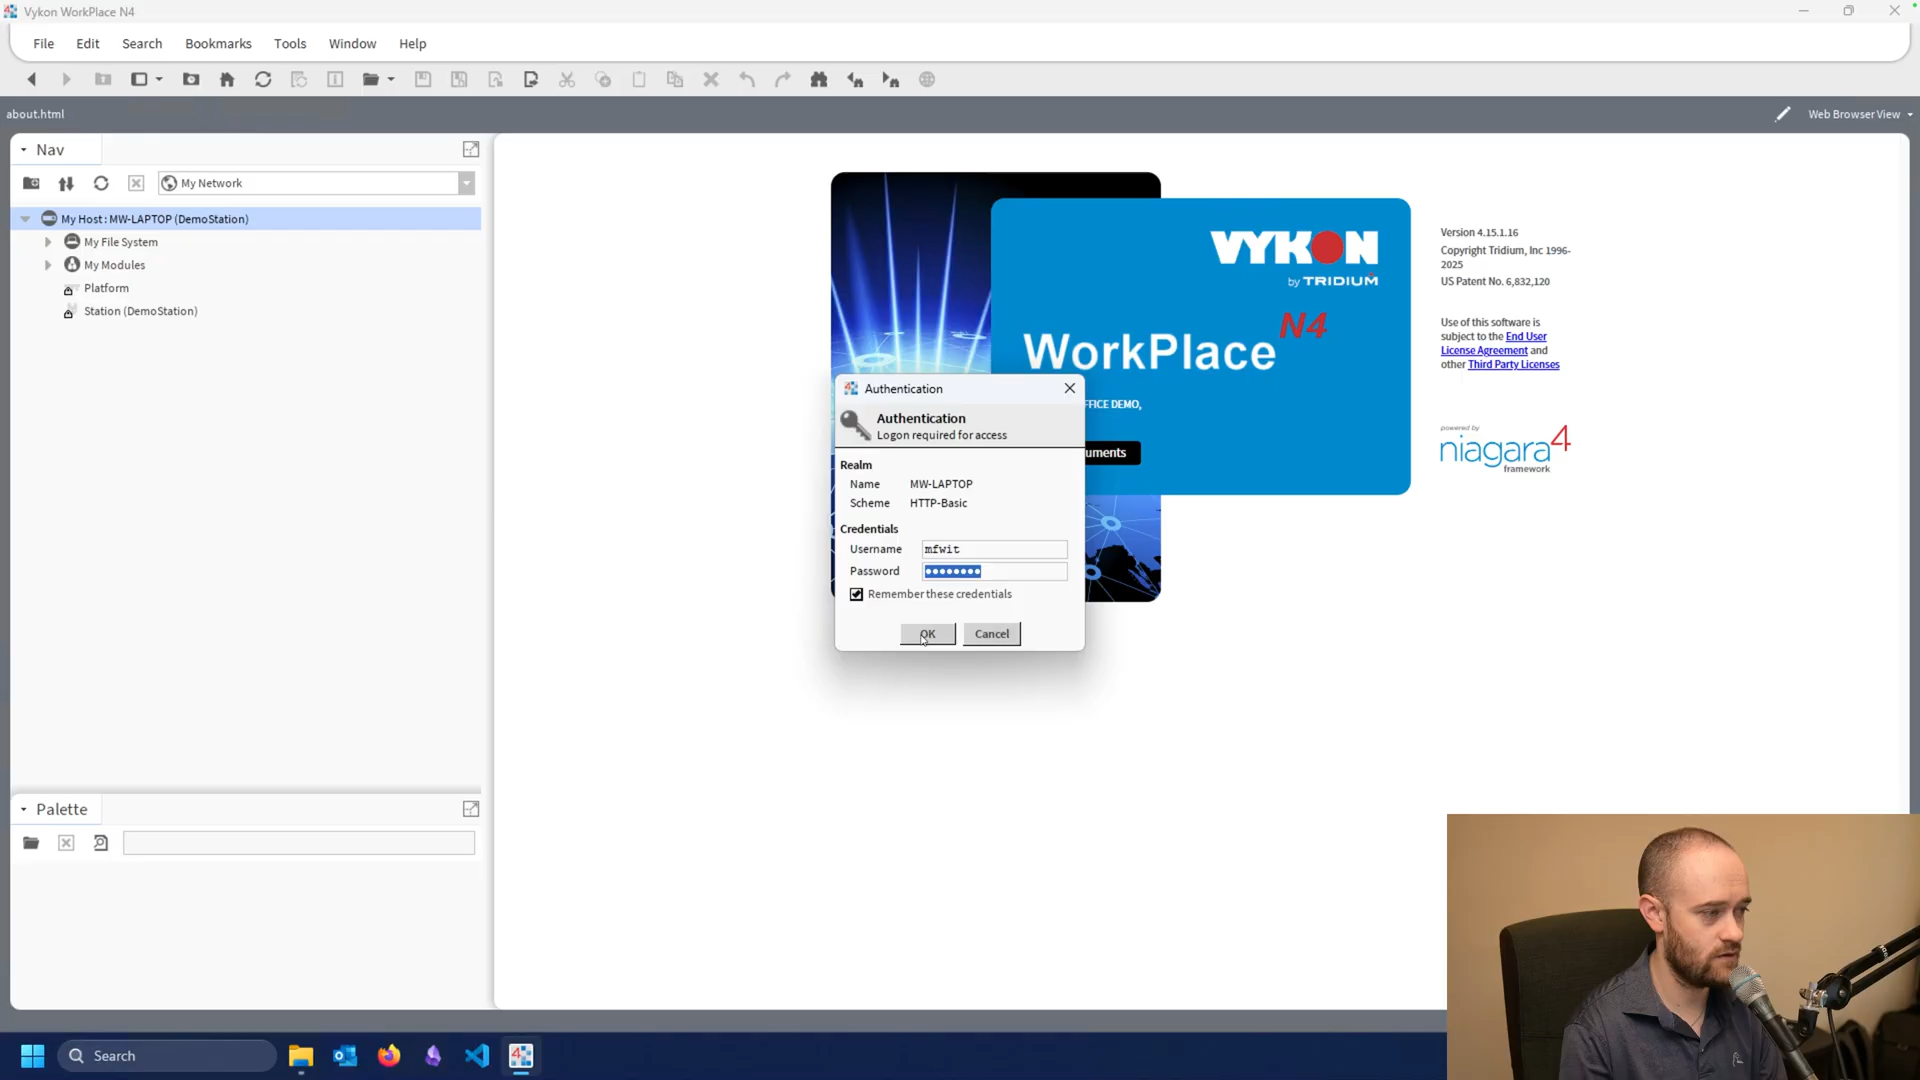 Vykon WorkPlace N4
File Edit Search Bookmarks Tools Window Help
about.html
Web Browser View
Nav
My Network
My Host : MW-LAPTOP (DemoStation)
My File System
My Modules
Platform
Station (DemoStation)
Palette
VYKON
by TRIDIUM
WorkPlace N4
FFICE DEMO,
uments
Version 4.15.1.16
Copyright Tridium, Inc 1996-
2025
US Patent No. 6,832,120
Use of this software is
subject to the End User
License Agreement and
other Third Party Licenses
powered by
niagara4
framework
Authentication
Authentication
Logon required for access
Realm
Name MW-LAPTOP
Scheme HTTP-Basic
Credentials
Username mfwit
Password ••••••••
Remember these credentials
OK Cancel
Search